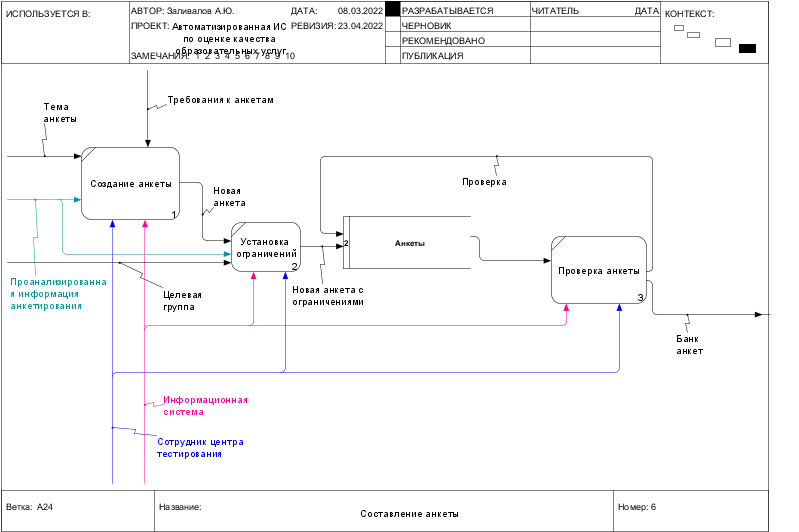 ИСПОЛЬЗУЕТСЯ В:
АВТОР: Заливалов А.Ю.
ДАТА: 08.03.2022
РАЗРАБАТЫВАЕТСЯ
ЧИТАТЕЛЬ
ДАТА
КОНТЕКСТ:
ПРОЕКТ: Автоматизированная ИС
по оценке качества
образовательных услуг
РЕВИЗИЯ: 23.04.2022
ЧЕРНОВИК
РЕКОМЕНДОВАНО
ЗАМЕЧАНИЯ: 1 2 3 4 5 6 7 8 9 10
ПУБЛИКАЦИЯ
Требования к анкетам
Тема
анкеты
Создание анкеты
1
Новая
анкета
Проверка
Установка
ограничений
2
2
Анкеты
Проверка анкеты
3
Проанализированна
я информация
анкетирования
Целевая
группа
Новая анкета с
ограничениями
Банк
анкет
Информационная
система
Сотрудник центра
тестирования
Ветка: А24
Название:
Составление анкеты
Номер: 6